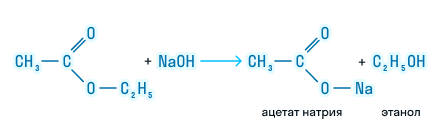 O O
CH₃ — C + NaOH → CH₃ — C + C₂H₅OH
O — C₂H₅ O — Na
ацетат натрия этанол